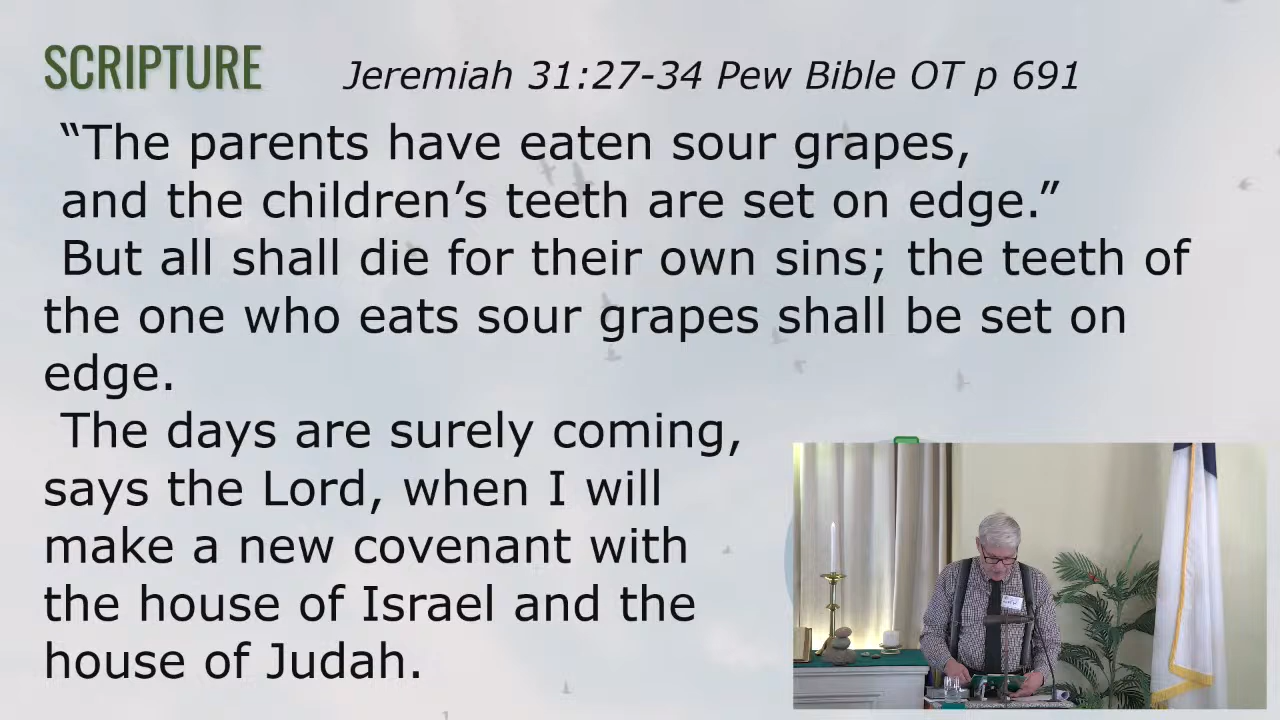 SCRIPTURE Jeremiah 31:27-34 Pew Bible OT p 691
“The parents have eaten sour grapes,
and the children’s teeth are set on edge.”
But all shall die for their own sins; the teeth of
the one who eats sour grapes shall be set on
edge.
The days are surely coming,
says the Lord, when I will
make a new covenant with
the house of Israel and the
house of Judah.